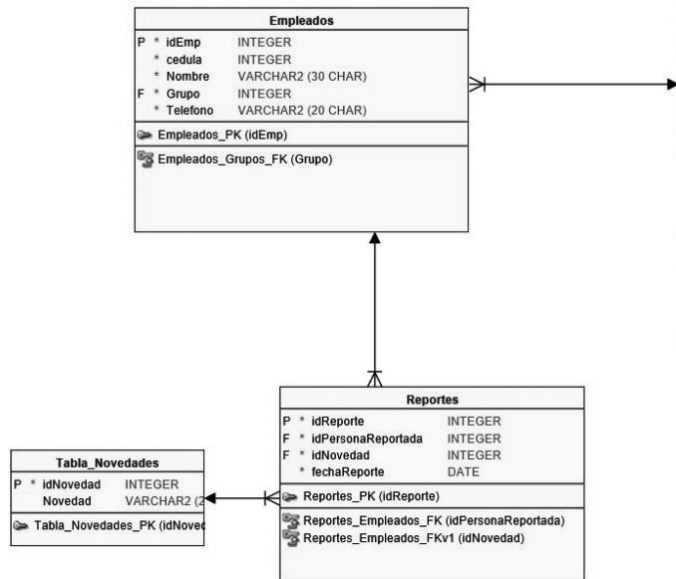 Empleados
P * idEmp INTEGER
* cedula INTEGER
* Nombre VARCHAR2 (30 CHAR)
F * Grupo INTEGER
* Telefono VARCHAR2 (20 CHAR)
Empleados_PK (idEmp)
Empleados_Grupos_FK (Grupo)
Reportes
P * idReporte INTEGER
F * idPersonaReportada INTEGER
F * idNovedad INTEGER
* fechaReporte DATE
Reportes_PK (idReporte)
Reportes_Empleados_FK (idPersonaReportada)
Reportes_Empleados_FKv1 (idNovedad)
Tabla_Novedades
P * idNovedad INTEGER
Novedad VARCHAR2 (2
Tabla_Novedades_PK (idNoved